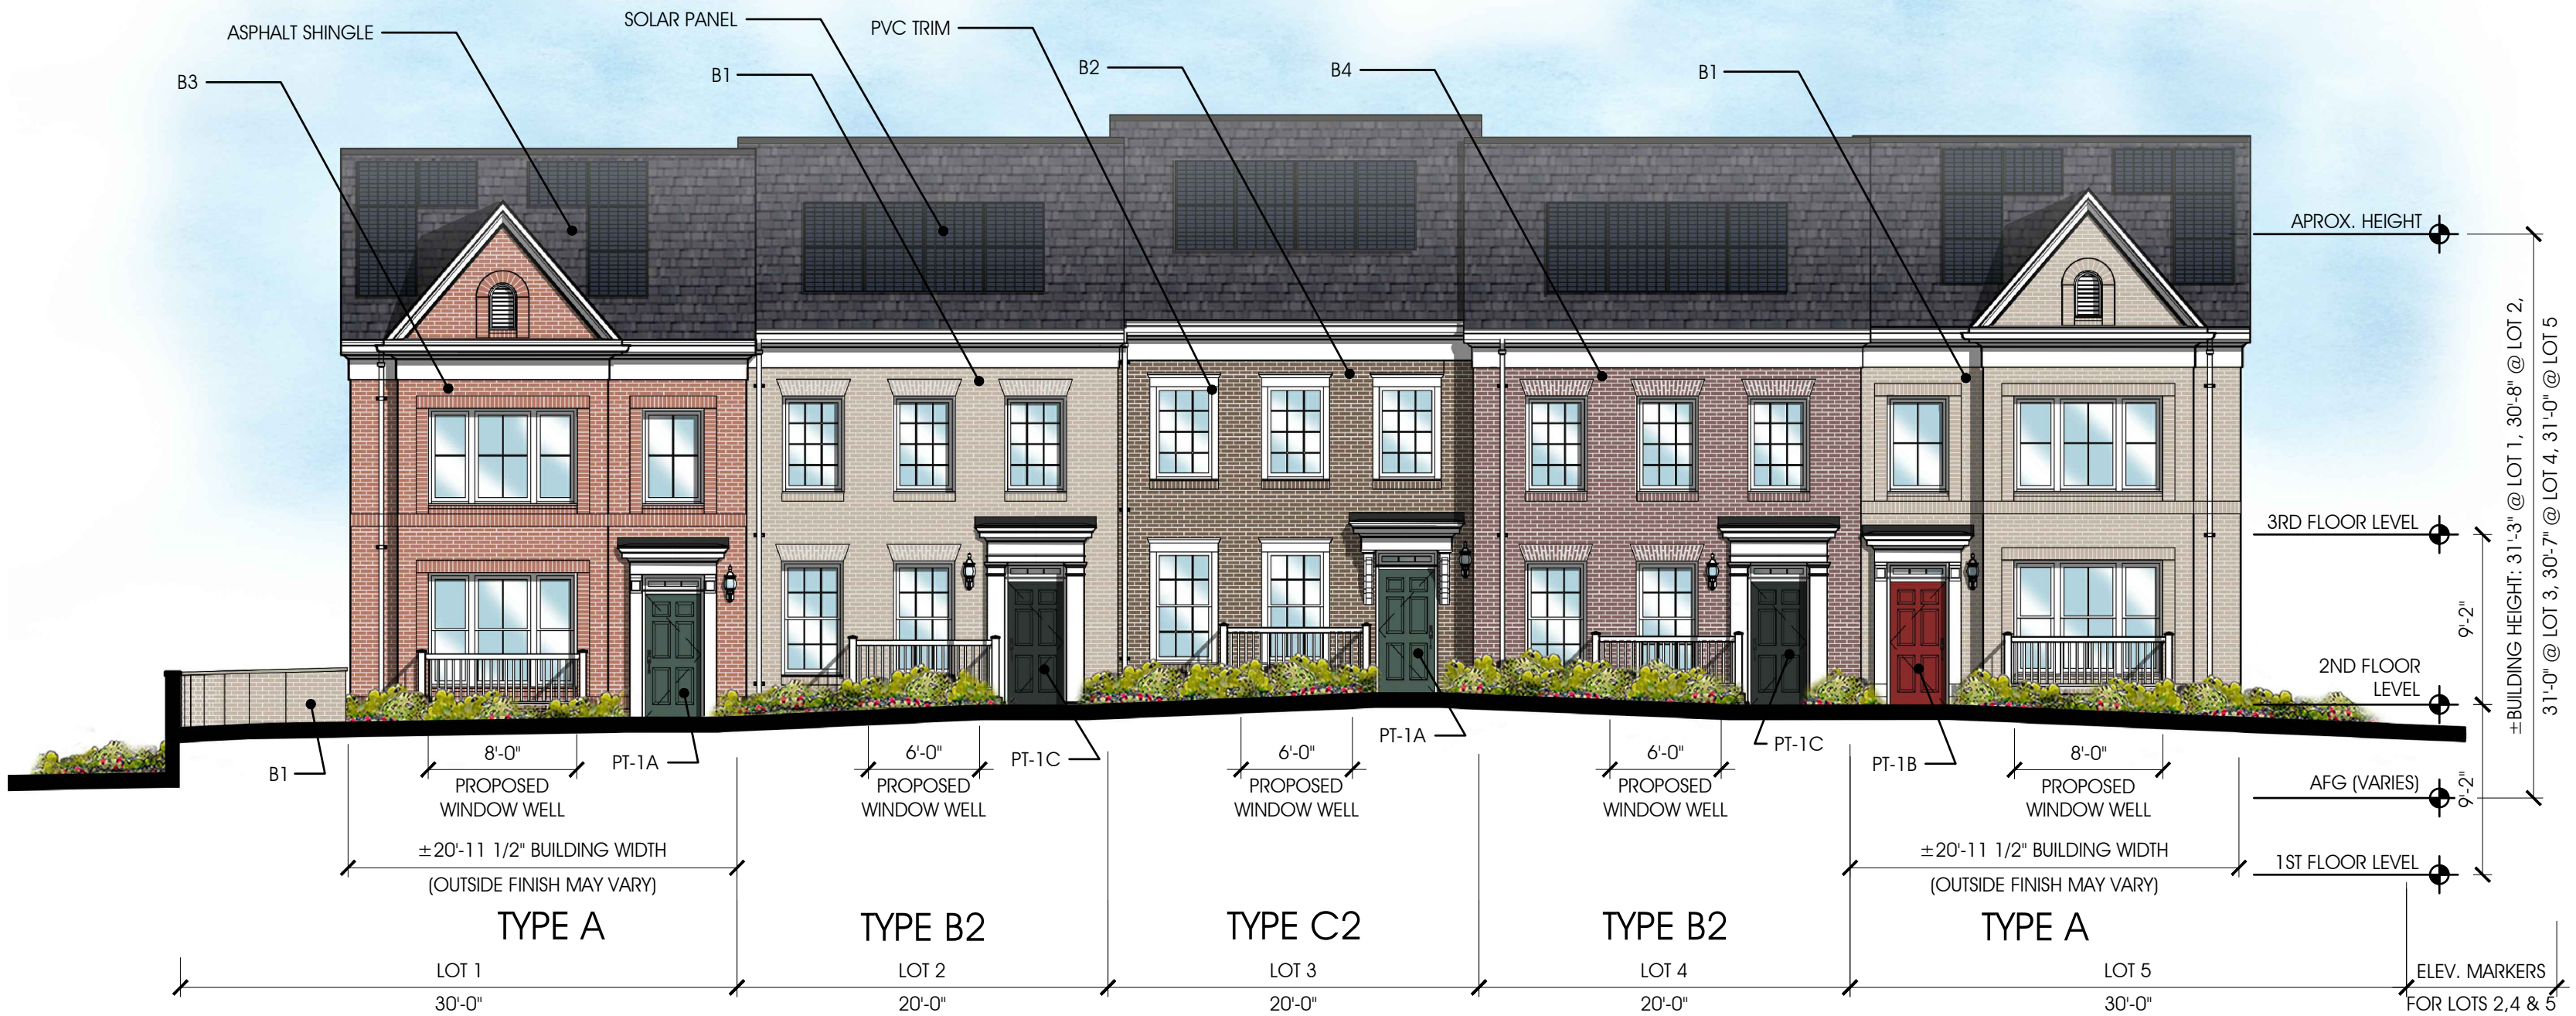 SOLAR PANEL
PVC TRIM
ASPHALT SHINGLE
B3
B1
B2
B4
B1
APROX. HEIGHT
3RD FLOOR LEVEL
2ND FLOOR
LEVEL
AFG (VARIES)
1ST FLOOR LEVEL
9'-2"
9'-2"
±BUILDING HEIGHT: 31'-3" @ LOT 1, 30'-8" @ LOT 2,
31'-0" @ LOT 3, 30'-7" @ LOT 4, 31'-0" @ LOT 5
B1
8'-0"
PROPOSED
WINDOW WELL
PT-1A
6'-0"
PROPOSED
WINDOW WELL
PT-1C
6'-0"
PROPOSED
WINDOW WELL
PT-1A
6'-0"
PROPOSED
WINDOW WELL
PT-1C
PT-1B
8'-0"
PROPOSED
WINDOW WELL
±20'-11 1/2" BUILDING WIDTH
(OUTSIDE FINISH MAY VARY)
±20'-11 1/2" BUILDING WIDTH
(OUTSIDE FINISH MAY VARY)
TYPE A
TYPE B2
TYPE C2
TYPE B2
TYPE A
LOT 1
30'-0"
LOT 2
20'-0"
LOT 3
20'-0"
LOT 4
20'-0"
LOT 5
30'-0"
ELEV. MARKERS
FOR LOTS 2,4 & 5